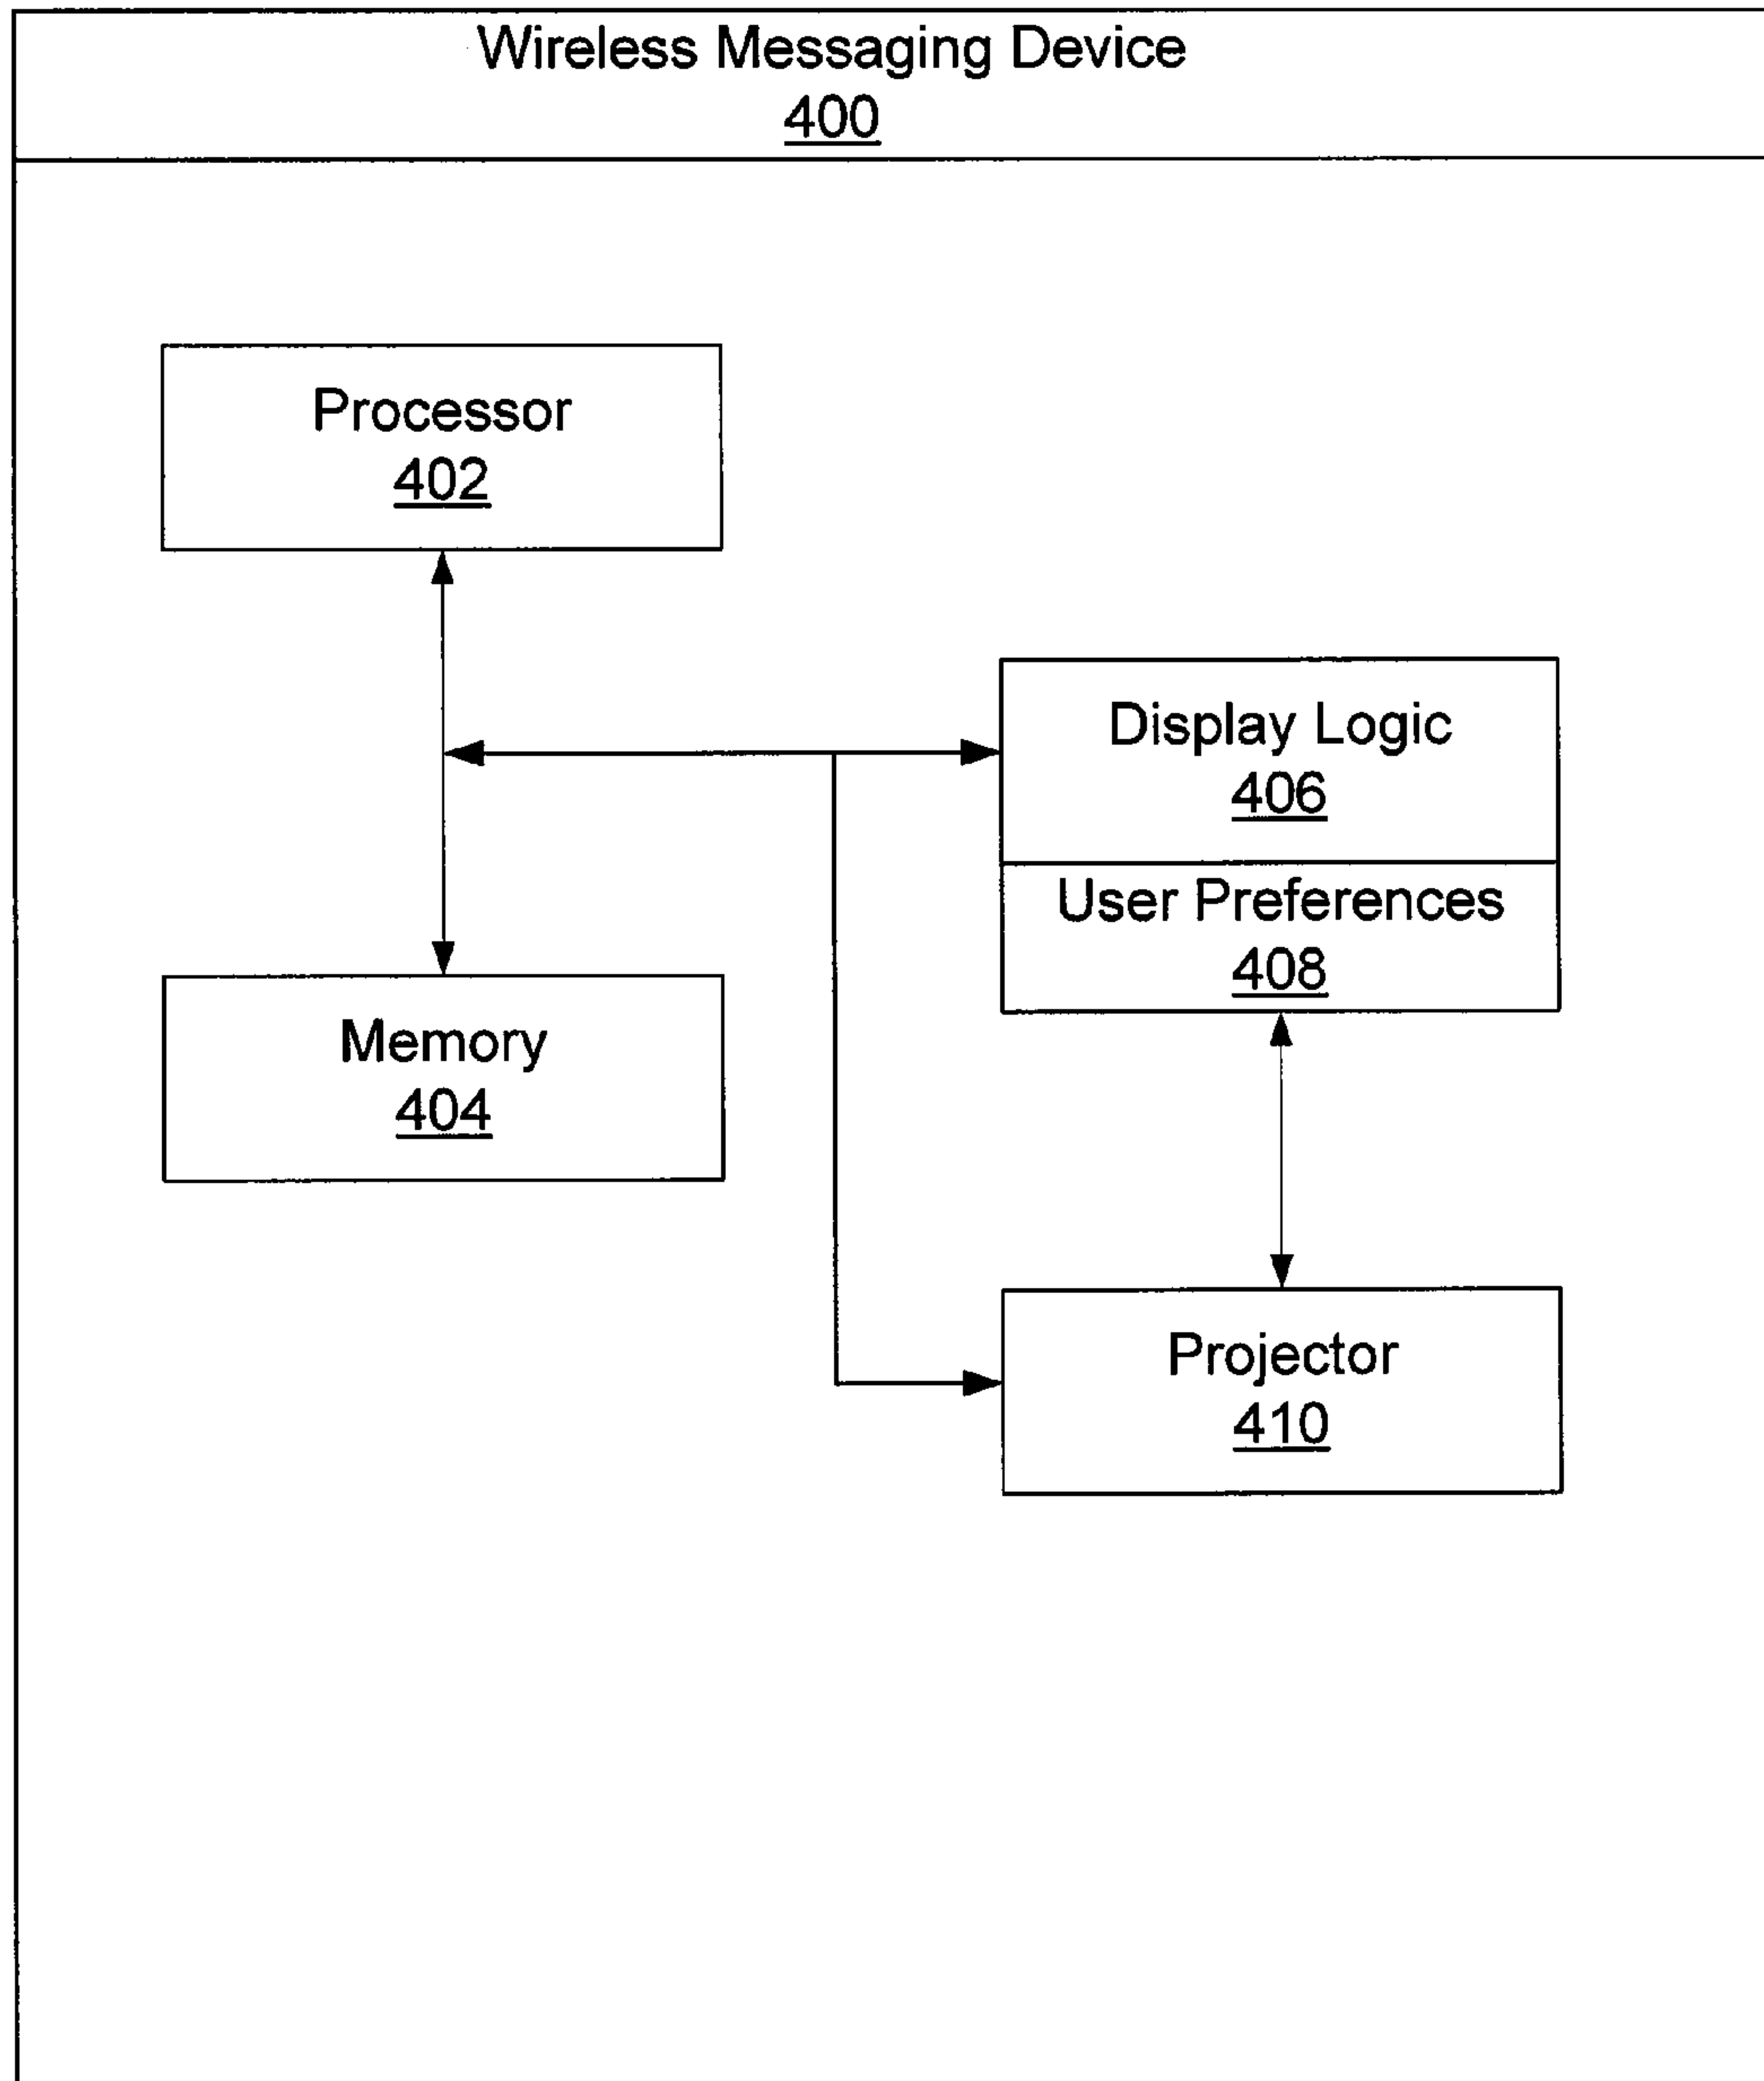 Wireless Messaging Device
400
Processor
402
Display Logic
406
User Preferences
408
Memory
404
Projector
410